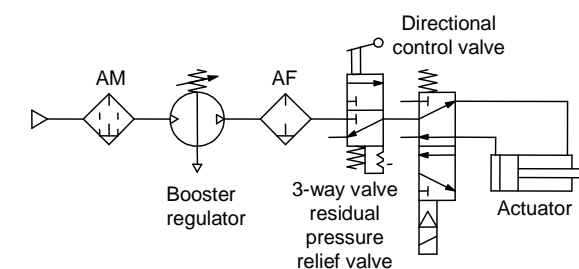 Directional
control valve
AM
AF
Booster
regulator
3-way valve
residual
pressure
relief valve
Actuator